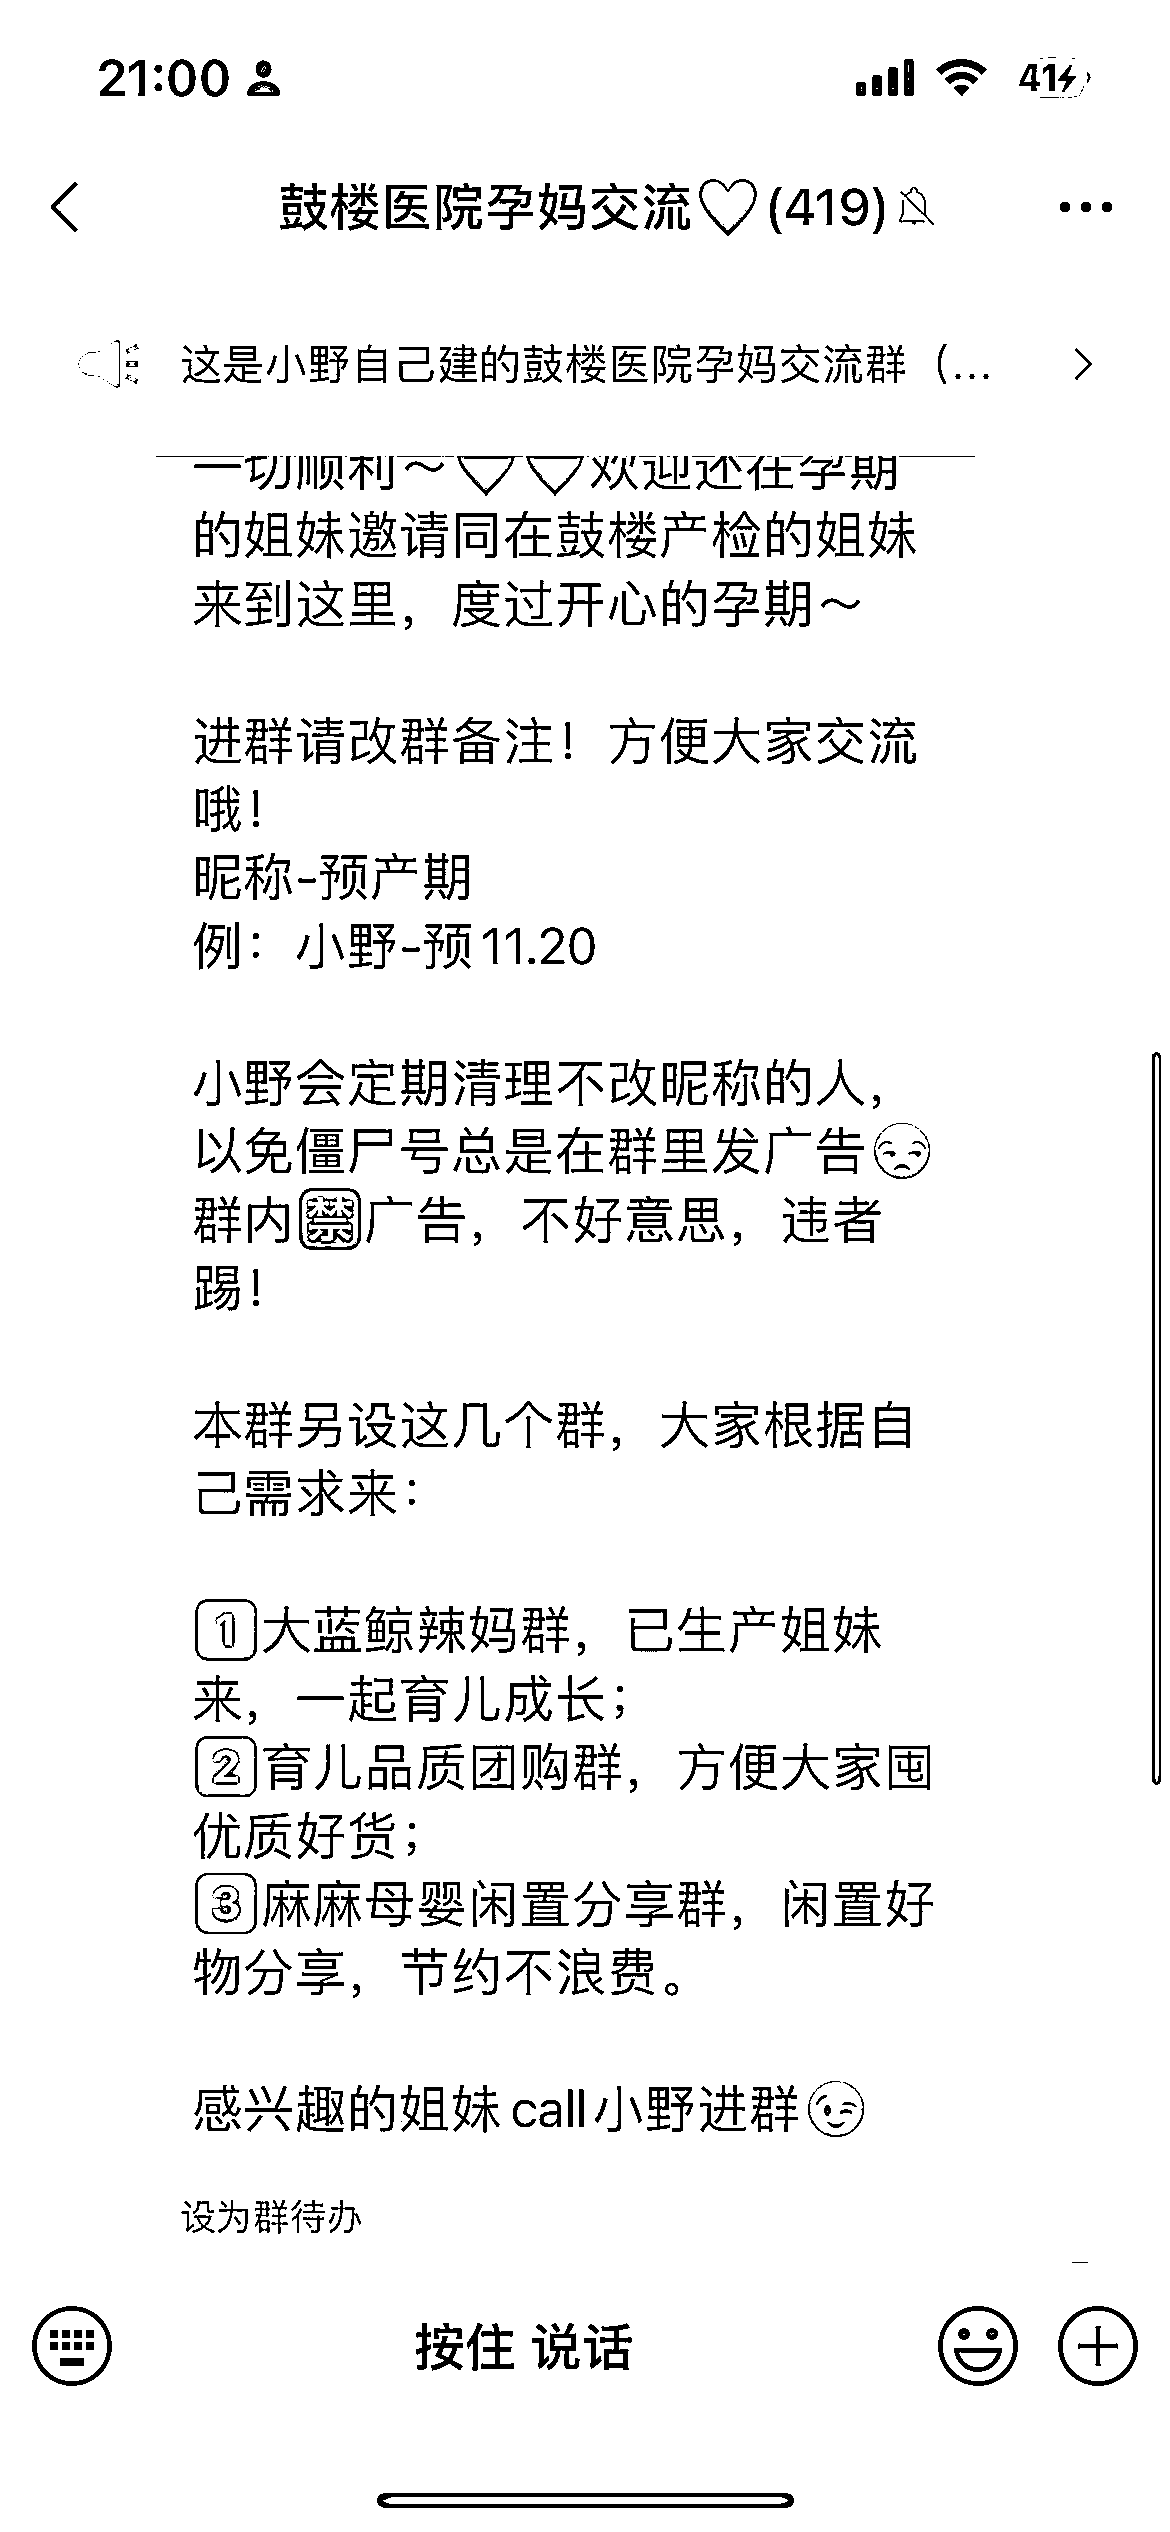 21:00
41
鼓楼医院孕妈交流♡(419)
这是小野自己建的鼓楼医院孕妈交流群（...
一切顺利～♡♡欢迎还在孕期
的姐妹邀请同在鼓楼产检的姐妹
来到这里，度过开心的孕期～
进群请改群备注！方便大家交流
哦！
昵称-预产期
例：小野-预11.20
小野会定期清理不改昵称的人，
以免僵尸号总是在群里发广告😒
群内🈲广告，不好意思，违者
踢！
本群另设这几个群，大家根据自
己需求来：
1️⃣大蓝鲸辣妈群，已生产姐妹
来，一起育儿成长；
2️⃣育儿品质团购群，方便大家囤
优质好货；
3️⃣麻麻母婴闲置分享群，闲置好
物分享，节约不浪费。
感兴趣的姐妹call小野进群😉
设为群待办
按住 说话